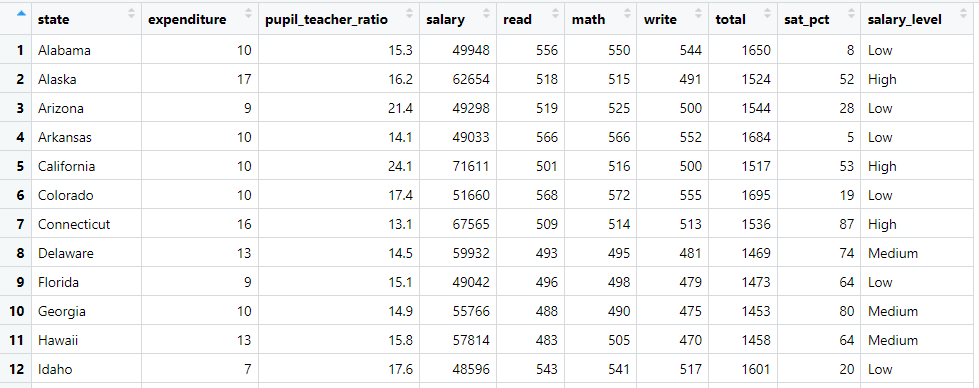 state expenditure pupil_teacher_ratio salary read math write total sat_pct salary_level
1 Alabama 10 15.3 49948 556 550 544 1650 8 Low
2 Alaska 17 16.2 62654 518 515 491 1524 52 High
3 Arizona 9 21.4 49298 519 525 500 1544 28 Low
4 Arkansas 10 14.1 49033 566 566 552 1684 5 Low
5 California 10 24.1 71611 501 516 500 1517 53 High
6 Colorado 10 17.4 51660 568 572 555 1695 19 Low
7 Connecticut 16 13.1 67565 509 514 513 1536 87 High
8 Delaware 13 14.5 59932 493 495 481 1469 74 Medium
9 Florida 9 15.1 49042 496 498 479 1473 64 Low
10 Georgia 10 14.9 55766 488 490 475 1453 80 Medium
11 Hawaii 13 15.8 57814 483 505 470 1458 64 Medium
12 Idaho 7 17.6 48596 543 541 517 1601 20 Low